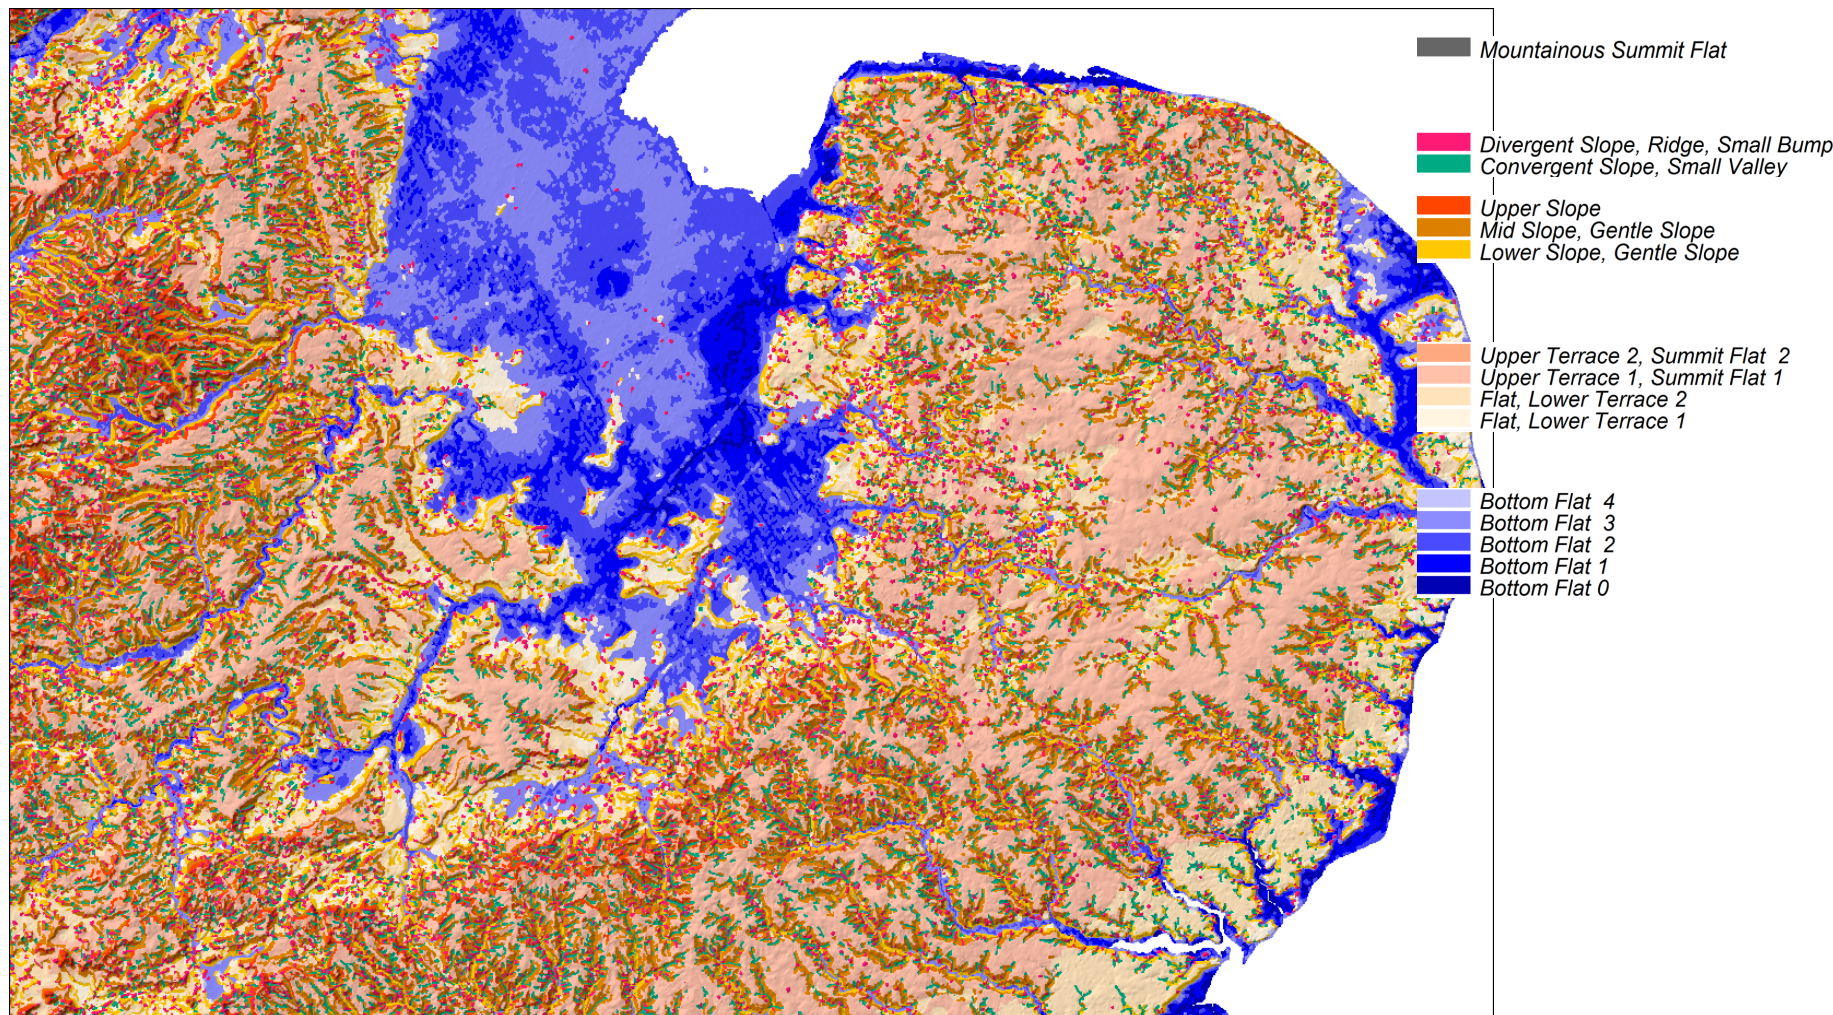 Mountainous Summit Flat
Divergent Slope, Ridge, Small Bump
Convergent Slope, Small Valley
Upper Slope
Mid Slope, Gentle Slope
Lower Slope, Gentle Slope
Upper Terrace 2, Summit Flat 2
Upper Terrace 1, Summit Flat 1
Flat, Lower Terrace 2
Flat, Lower Terrace 1
Bottom Flat 4
Bottom Flat 3
Bottom Flat 2
Bottom Flat 1
Bottom Flat 0